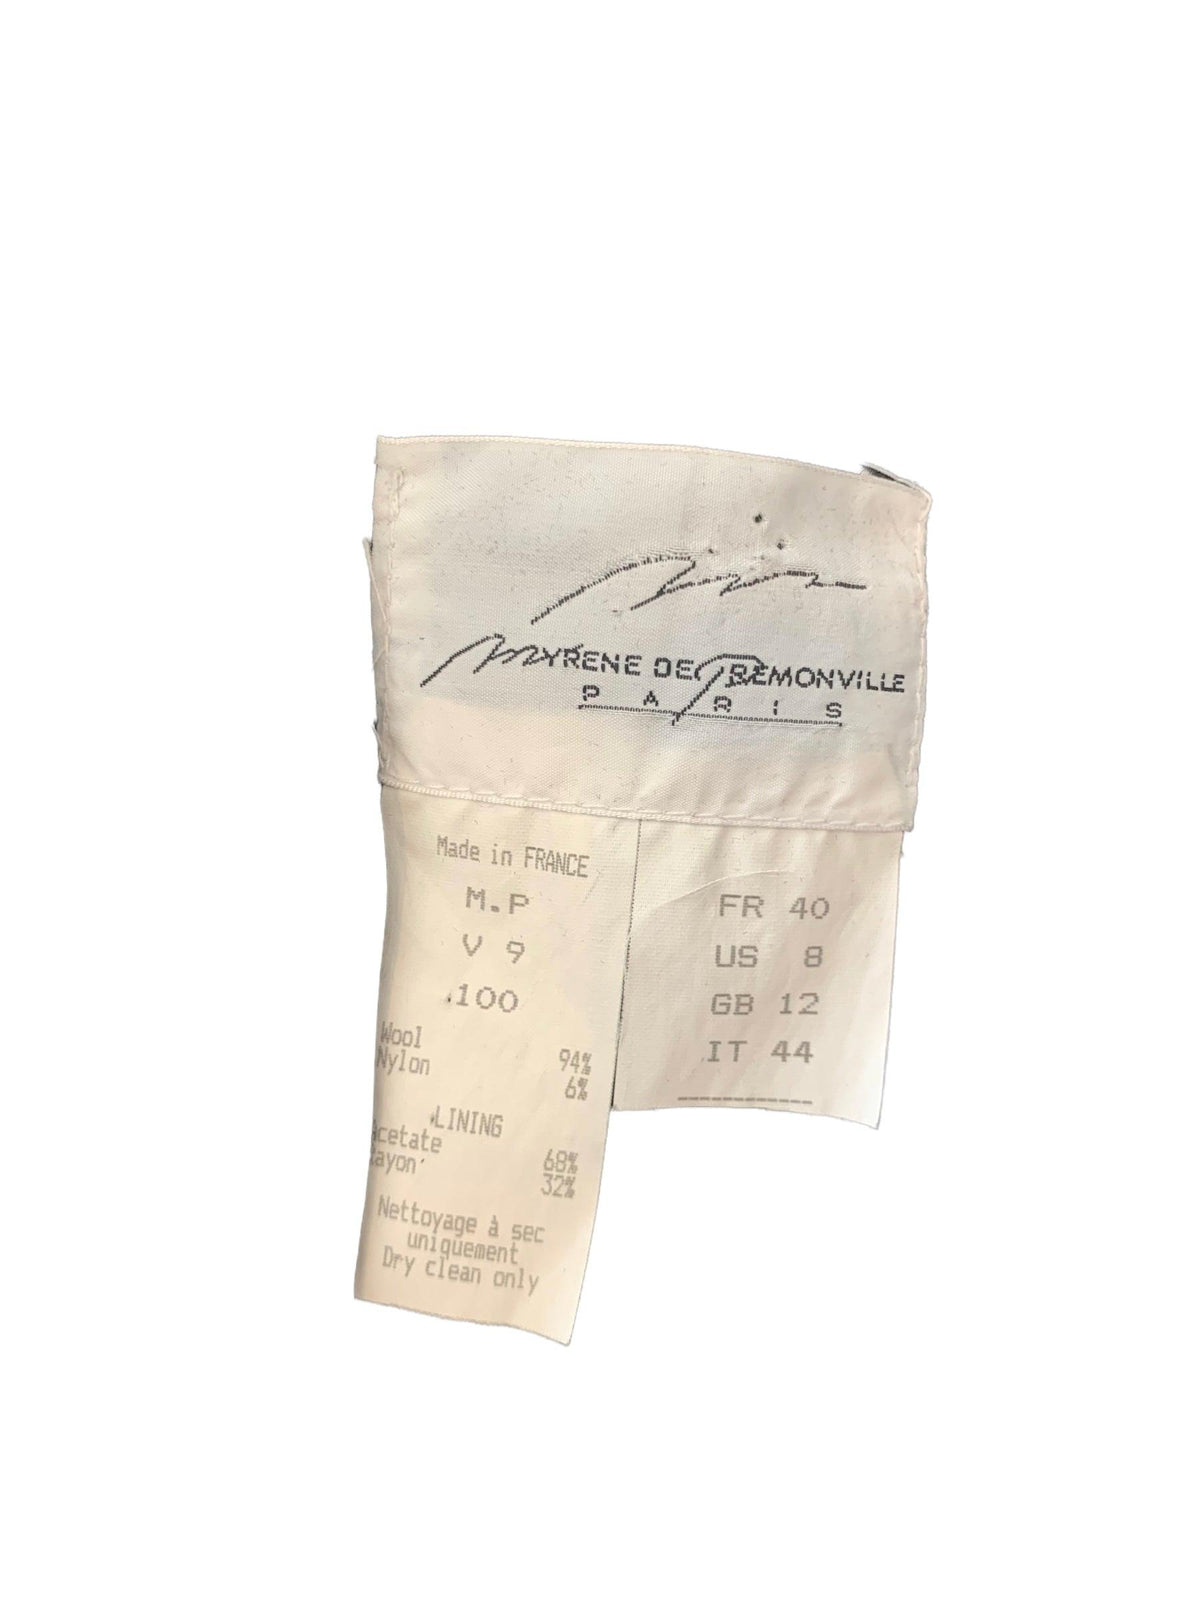 MYRENE DE PREMONVILLE
PARIS
Made in FRANCE
M.P
V 9
100
Wool 94%
Nylon 6%
LINING
Acetate 68%
Rayon 32%
Nettoyage à sec
uniquement
Dry clean only
FR 40
US 8
GB 12
IT 44